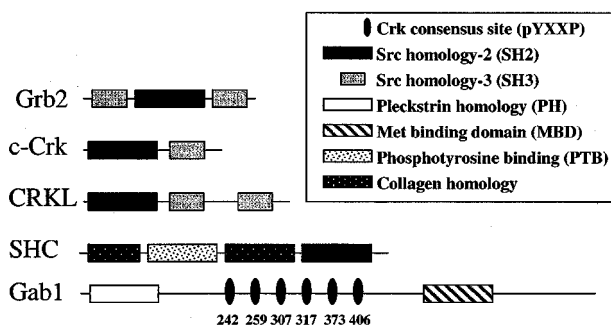 Crk consensus site (pYXXP)
Src homology-2 (SH2)
Src homology-3 (SH3)
Pleckstrin homology (PH)
Met binding domain (MBD)
Phosphotyrosine binding (PTB)
Collagen homology
Grb2
c-Crk
CRKL
SHC
Gab1
242 259 307 317 373 406